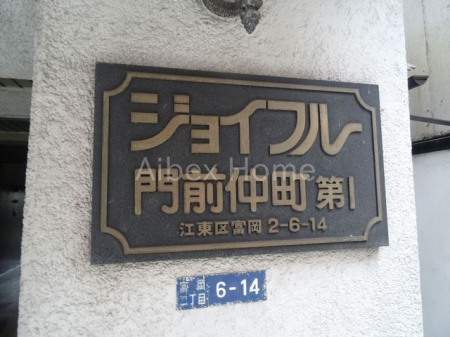 ジョイフル
Aibex Home
門前仲町 第1
江東区富岡 2-6-14
富岡
二丁目
6-14